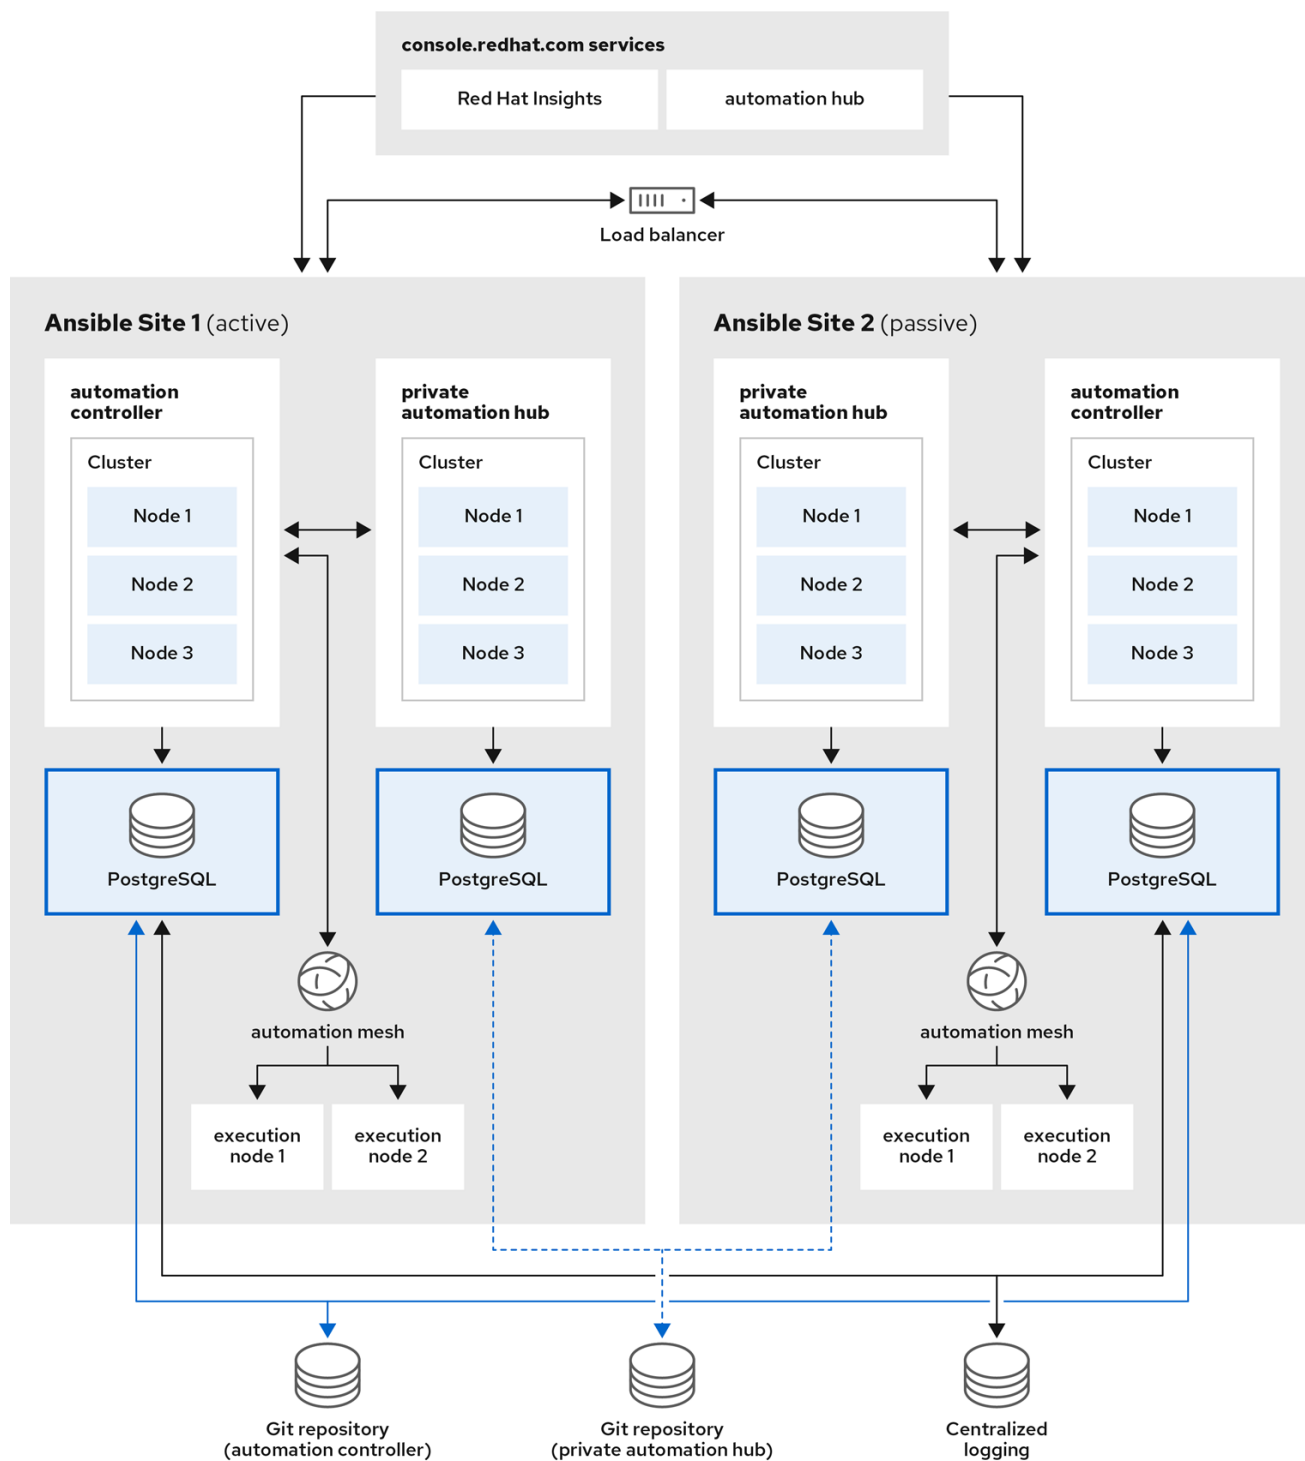 console.redhat.com services
Red Hat Insights
automation hub
Load balancer
Ansible Site 1 (active)
automation
controller
Cluster
Node 1
Node 2
Node 3
PostgreSQL
private
automation hub
Cluster
Node 1
Node 2
Node 3
PostgreSQL
automation mesh
execution
node 1
execution
node 2
Ansible Site 2 (passive)
private
automation hub
Cluster
Node 1
Node 2
Node 3
PostgreSQL
automation
controller
Cluster
Node 1
Node 2
Node 3
PostgreSQL
automation mesh
execution
node 1
execution
node 2
Git repository
(automation controller)
Git repository
(private automation hub)
Centralized
logging